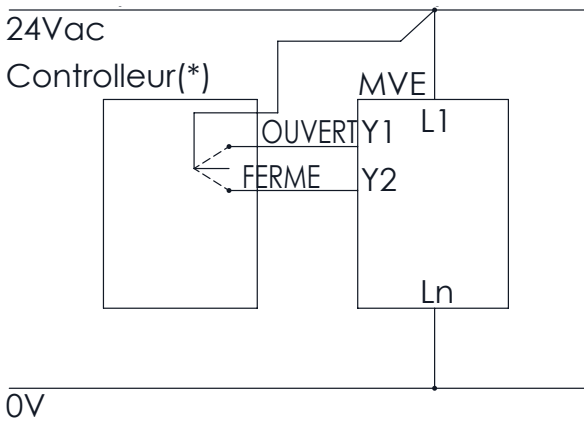 24Vac
Controlleur(*)
MVE
L1
OUVERT Y1
FERME Y2
Ln
0V